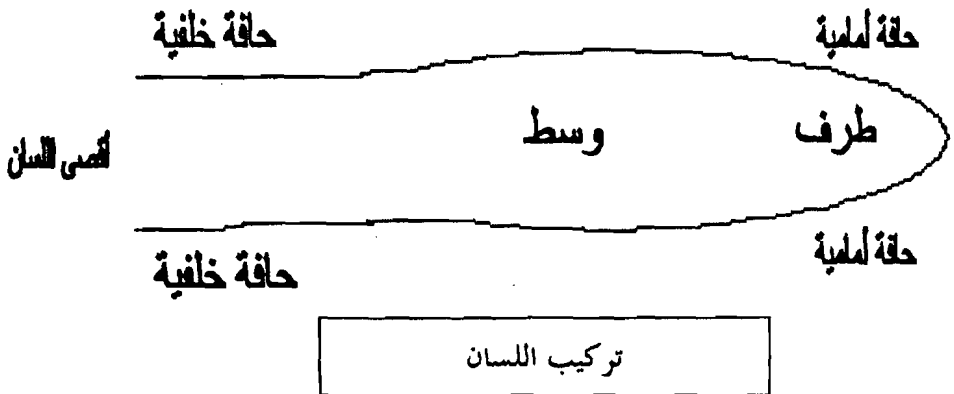 حافة أمامية
حافة خلفية
طرف
وسط
أقصى اللسان
حافة أمامية
حافة خلفية
تركيب اللسان